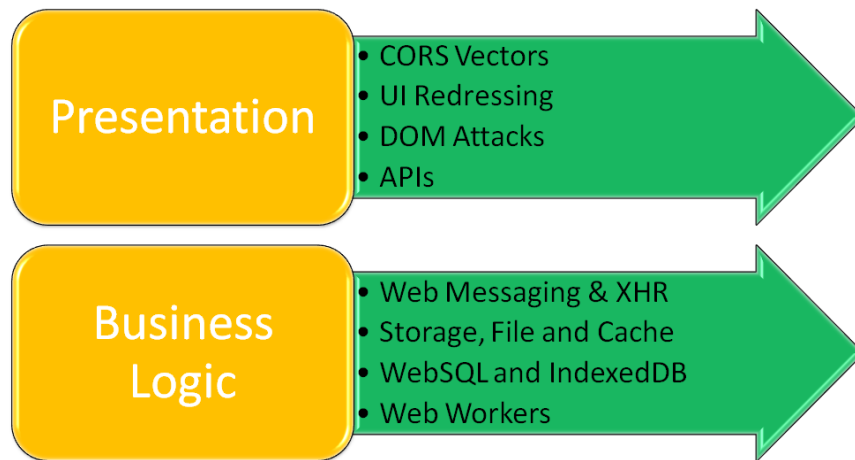 Presentation
• CORS Vectors
• UI Redressing
• DOM Attacks
• APIs
Business
Logic
• Web Messaging & XHR
• Storage, File and Cache
• WebSQL and IndexedDB
• Web Workers